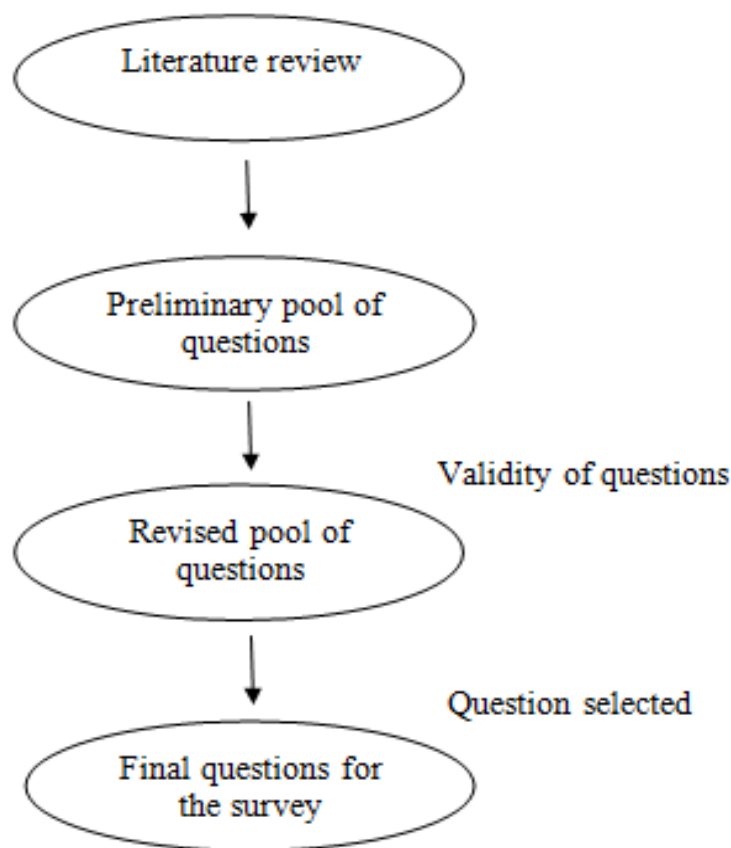 Literature review
Preliminary pool of
questions
Validity of questions
Revised pool of
questions
Question selected
Final questions for
the survey